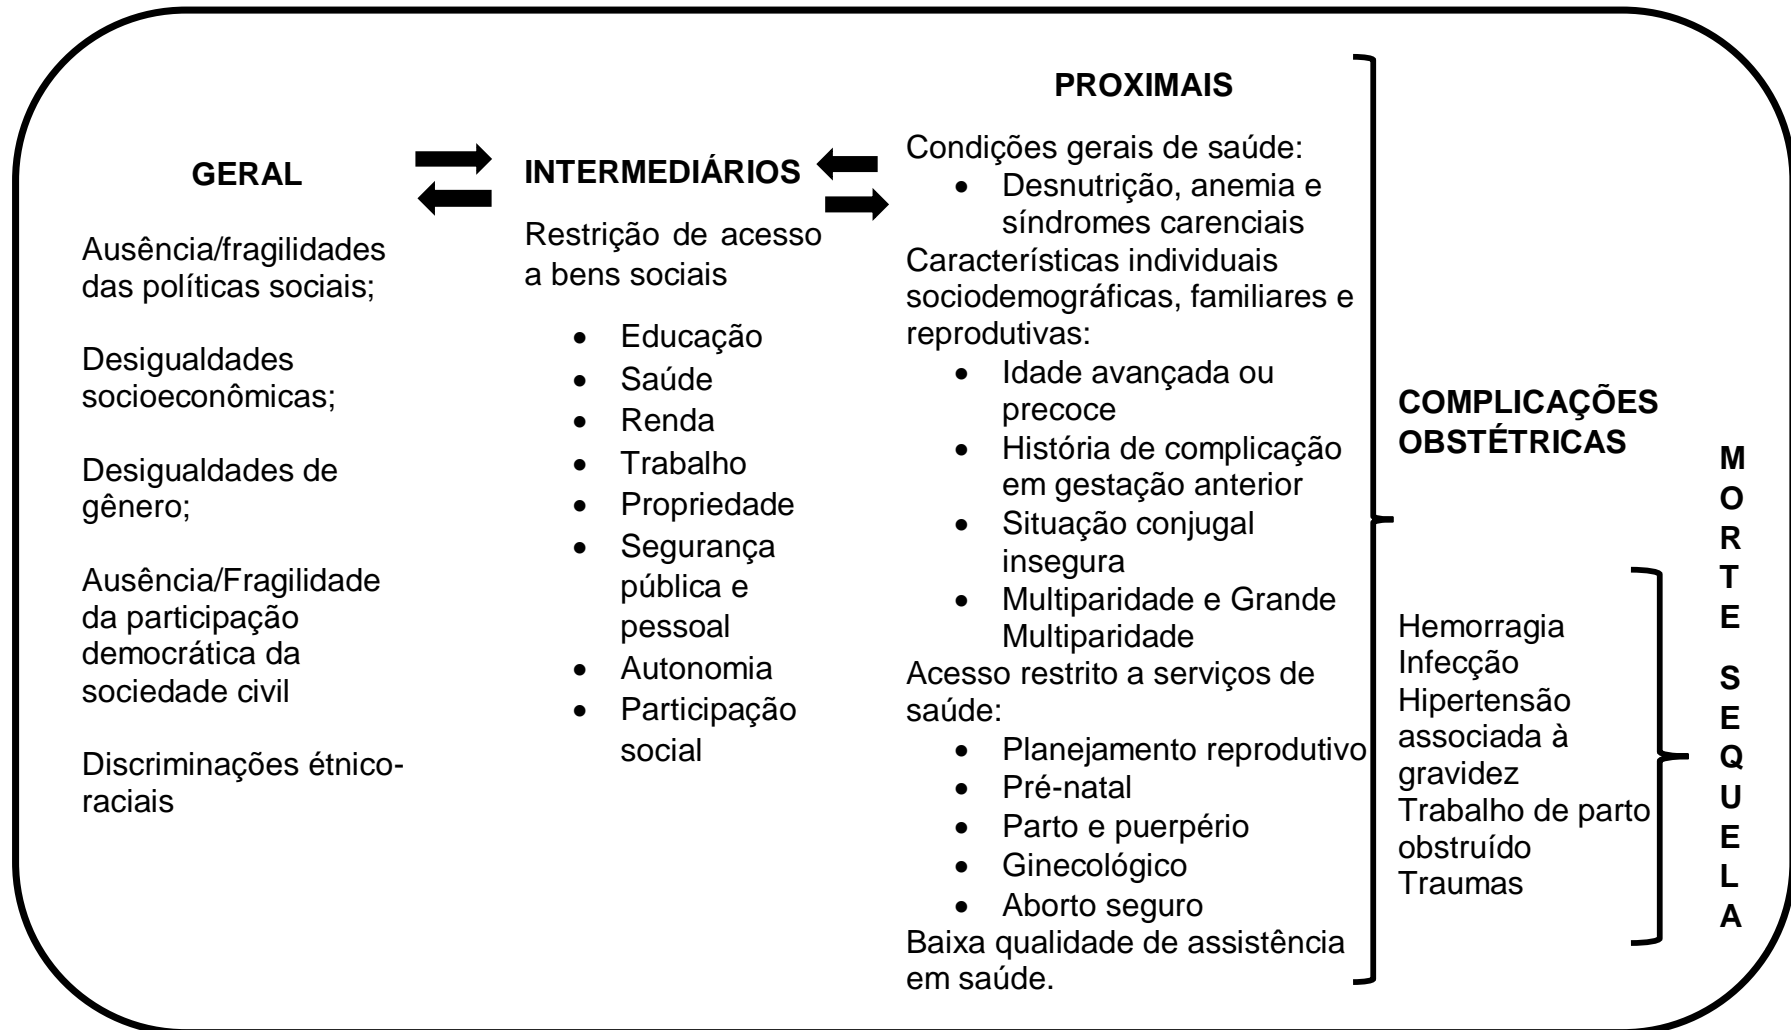 GERAL
Ausência/fragilidades
das políticas sociais;
Desigualdades
socioeconômicas;
Desigualdades de
gênero;
Ausência/Fragilidade
da participação
democrática da
sociedade civil
Discriminações étnico-
raciais
INTERMEDIÁRIOS
Restrição de acesso
a bens sociais
• Educação
• Saúde
• Renda
• Trabalho
• Propriedade
• Segurança
pública e
pessoal
• Autonomia
• Participação
social
PROXIMAIS
Condições gerais de saúde:
• Desnutrição, anemia e
síndromes carenciais
Características individuais
sociodemográficas, familiares e
reprodutivas:
• Idade avançada ou
precoce
• História de complicação
em gestação anterior
• Situação conjugal
insegura
• Multiparidade e Grande
Multiparidade
Acesso restrito a serviços de
saúde:
• Planejamento reprodutivo
• Pré-natal
• Parto e puerpério
• Ginecológico
• Aborto seguro
Baixa qualidade de assistência
em saúde.
COMPLICAÇÕES
OBSTÉTRICAS
Hemorragia
Infecção
Hipertensão
associada à
gravidez
Trabalho de parto
obstruído
Traumas
MORTE
SEQUELA